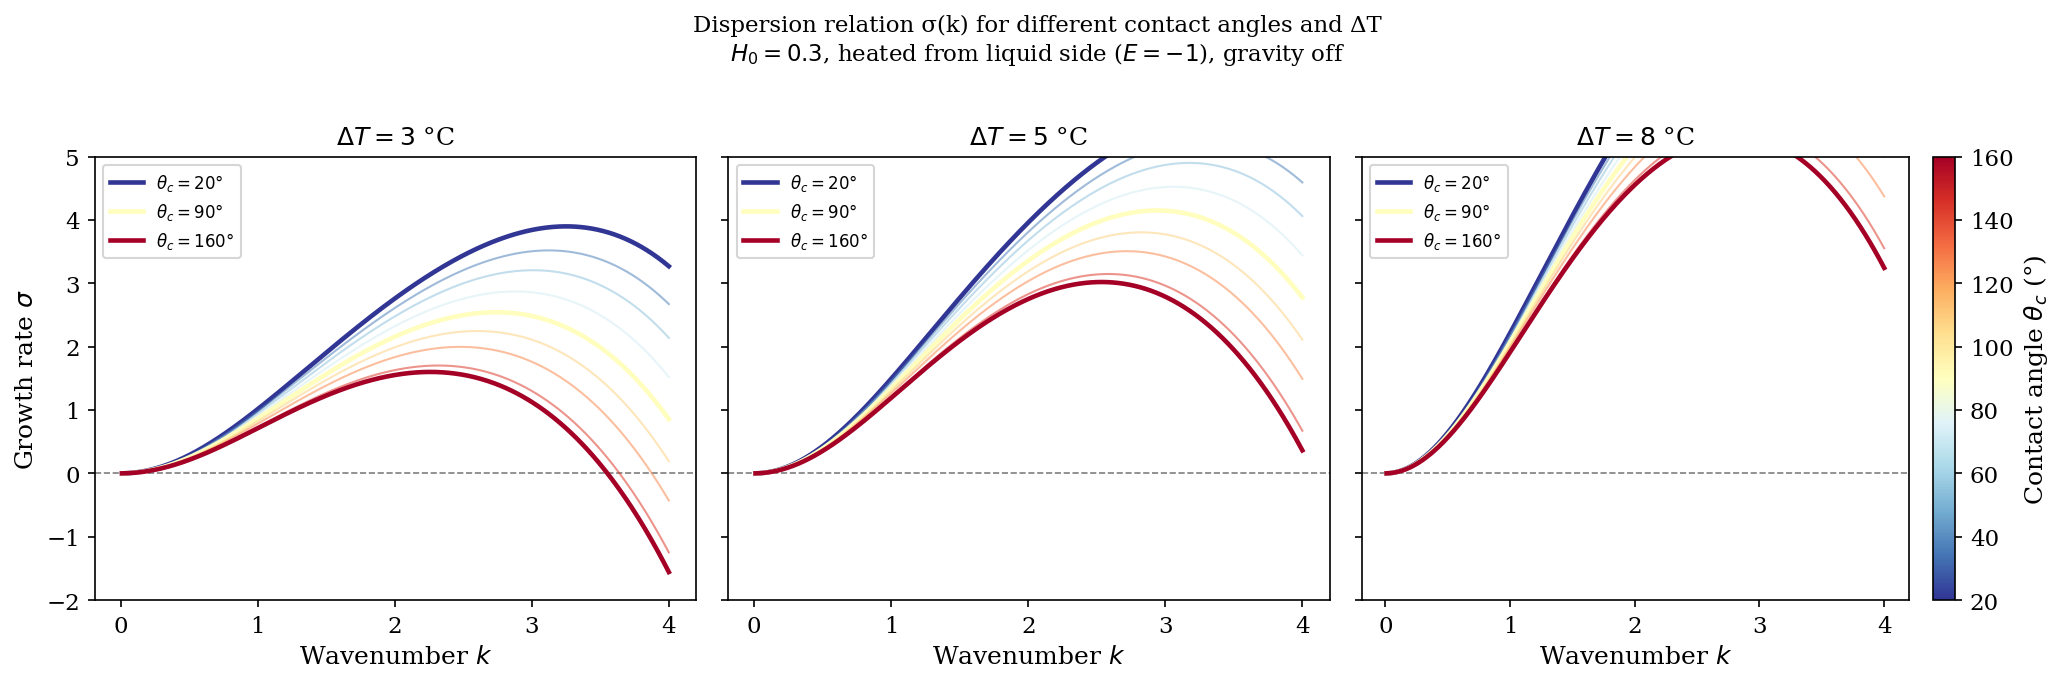 Dispersion relation σ(k) for different contact angles and ΔT
H₀ = 0.3, heated from liquid side (E = −1), gravity off
ΔT = 3 °C
ΔT = 5 °C
ΔT = 8 °C
θc = 20°
θc = 90°
θc = 160°
θc = 20°
θc = 90°
θc = 160°
θc = 20°
θc = 90°
θc = 160°
Growth rate σ
5
4
3
2
1
0
−1
−2
0 1 2 3 4
0 1 2 3 4
0 1 2 3 4
Wavenumber k
Wavenumber k
Wavenumber k
160
140
120
100
80
60
40
20
Contact angle θc (°)